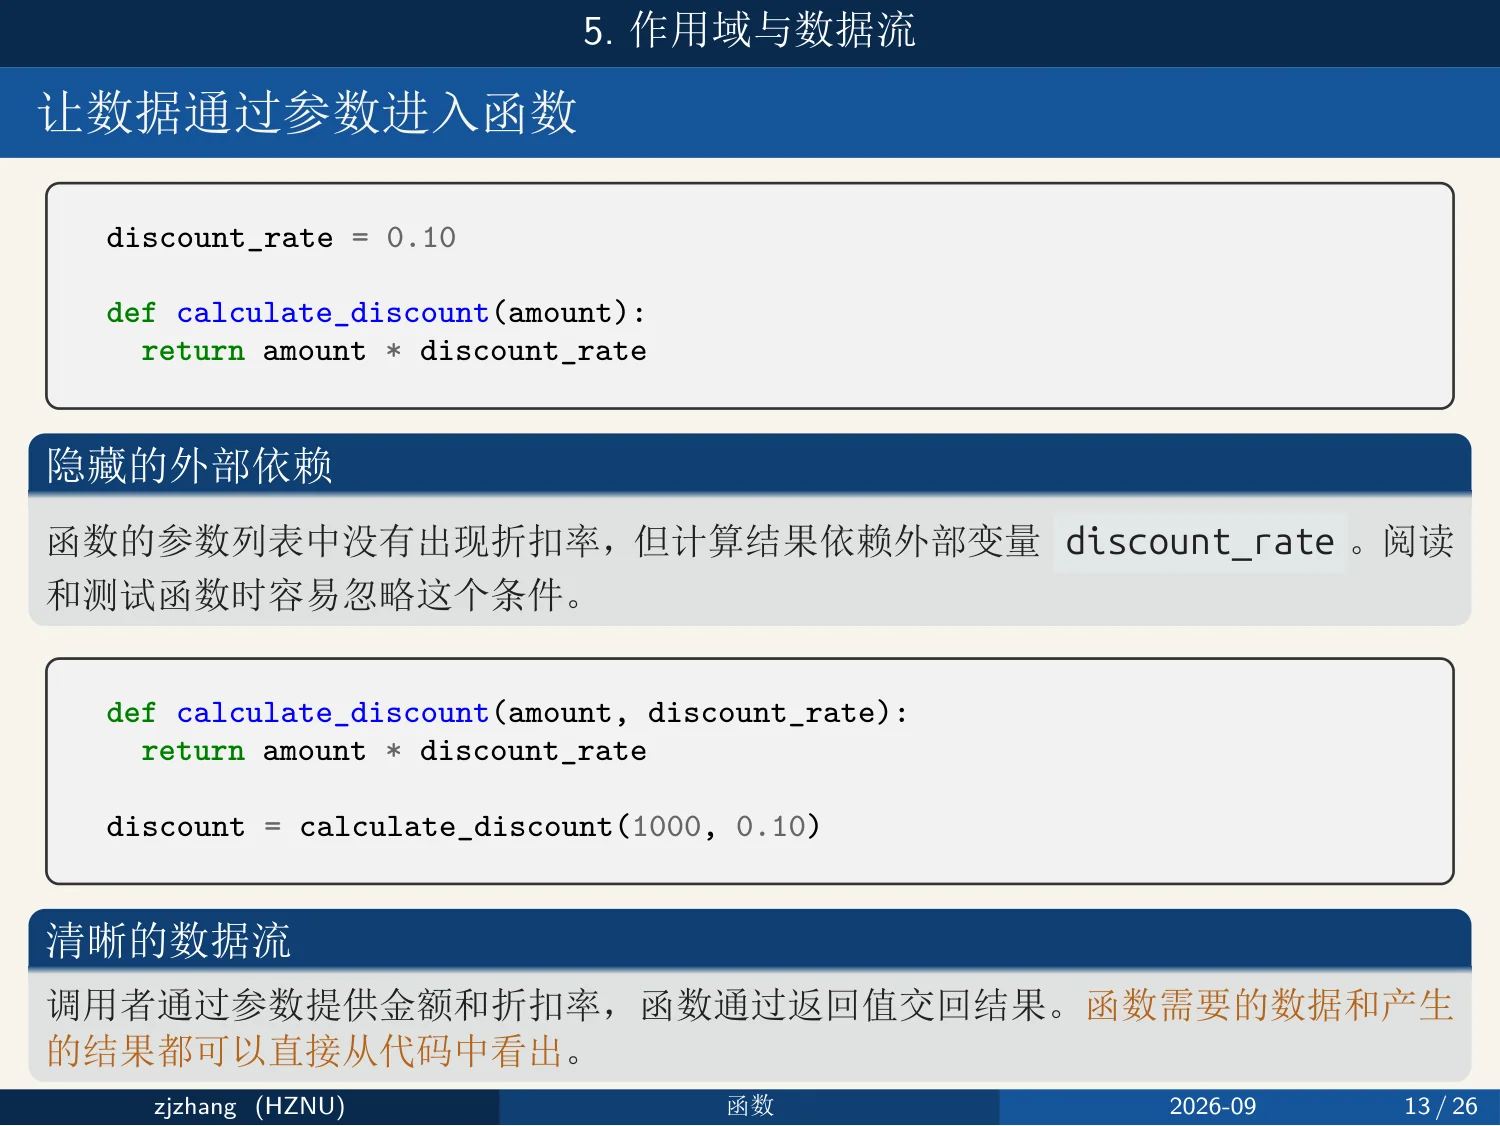 5. 作用域与数据流
让数据通过参数进入函数
discount_rate = 0.10
def calculate_discount(amount):
  return amount * discount_rate
隐藏的外部依赖
函数的参数列表中没有出现折扣率，但计算结果依赖外部变量 discount_rate 。阅读
和测试函数时容易忽略这个条件。
def calculate_discount(amount, discount_rate):
  return amount * discount_rate
discount = calculate_discount(1000, 0.10)
清晰的数据流
调用者通过参数提供金额和折扣率，函数通过返回值交回结果。函数需要的数据和产生
的结果都可以直接从代码中看出。
zjzhang (HZNU) 函数 2026-09 13 / 26